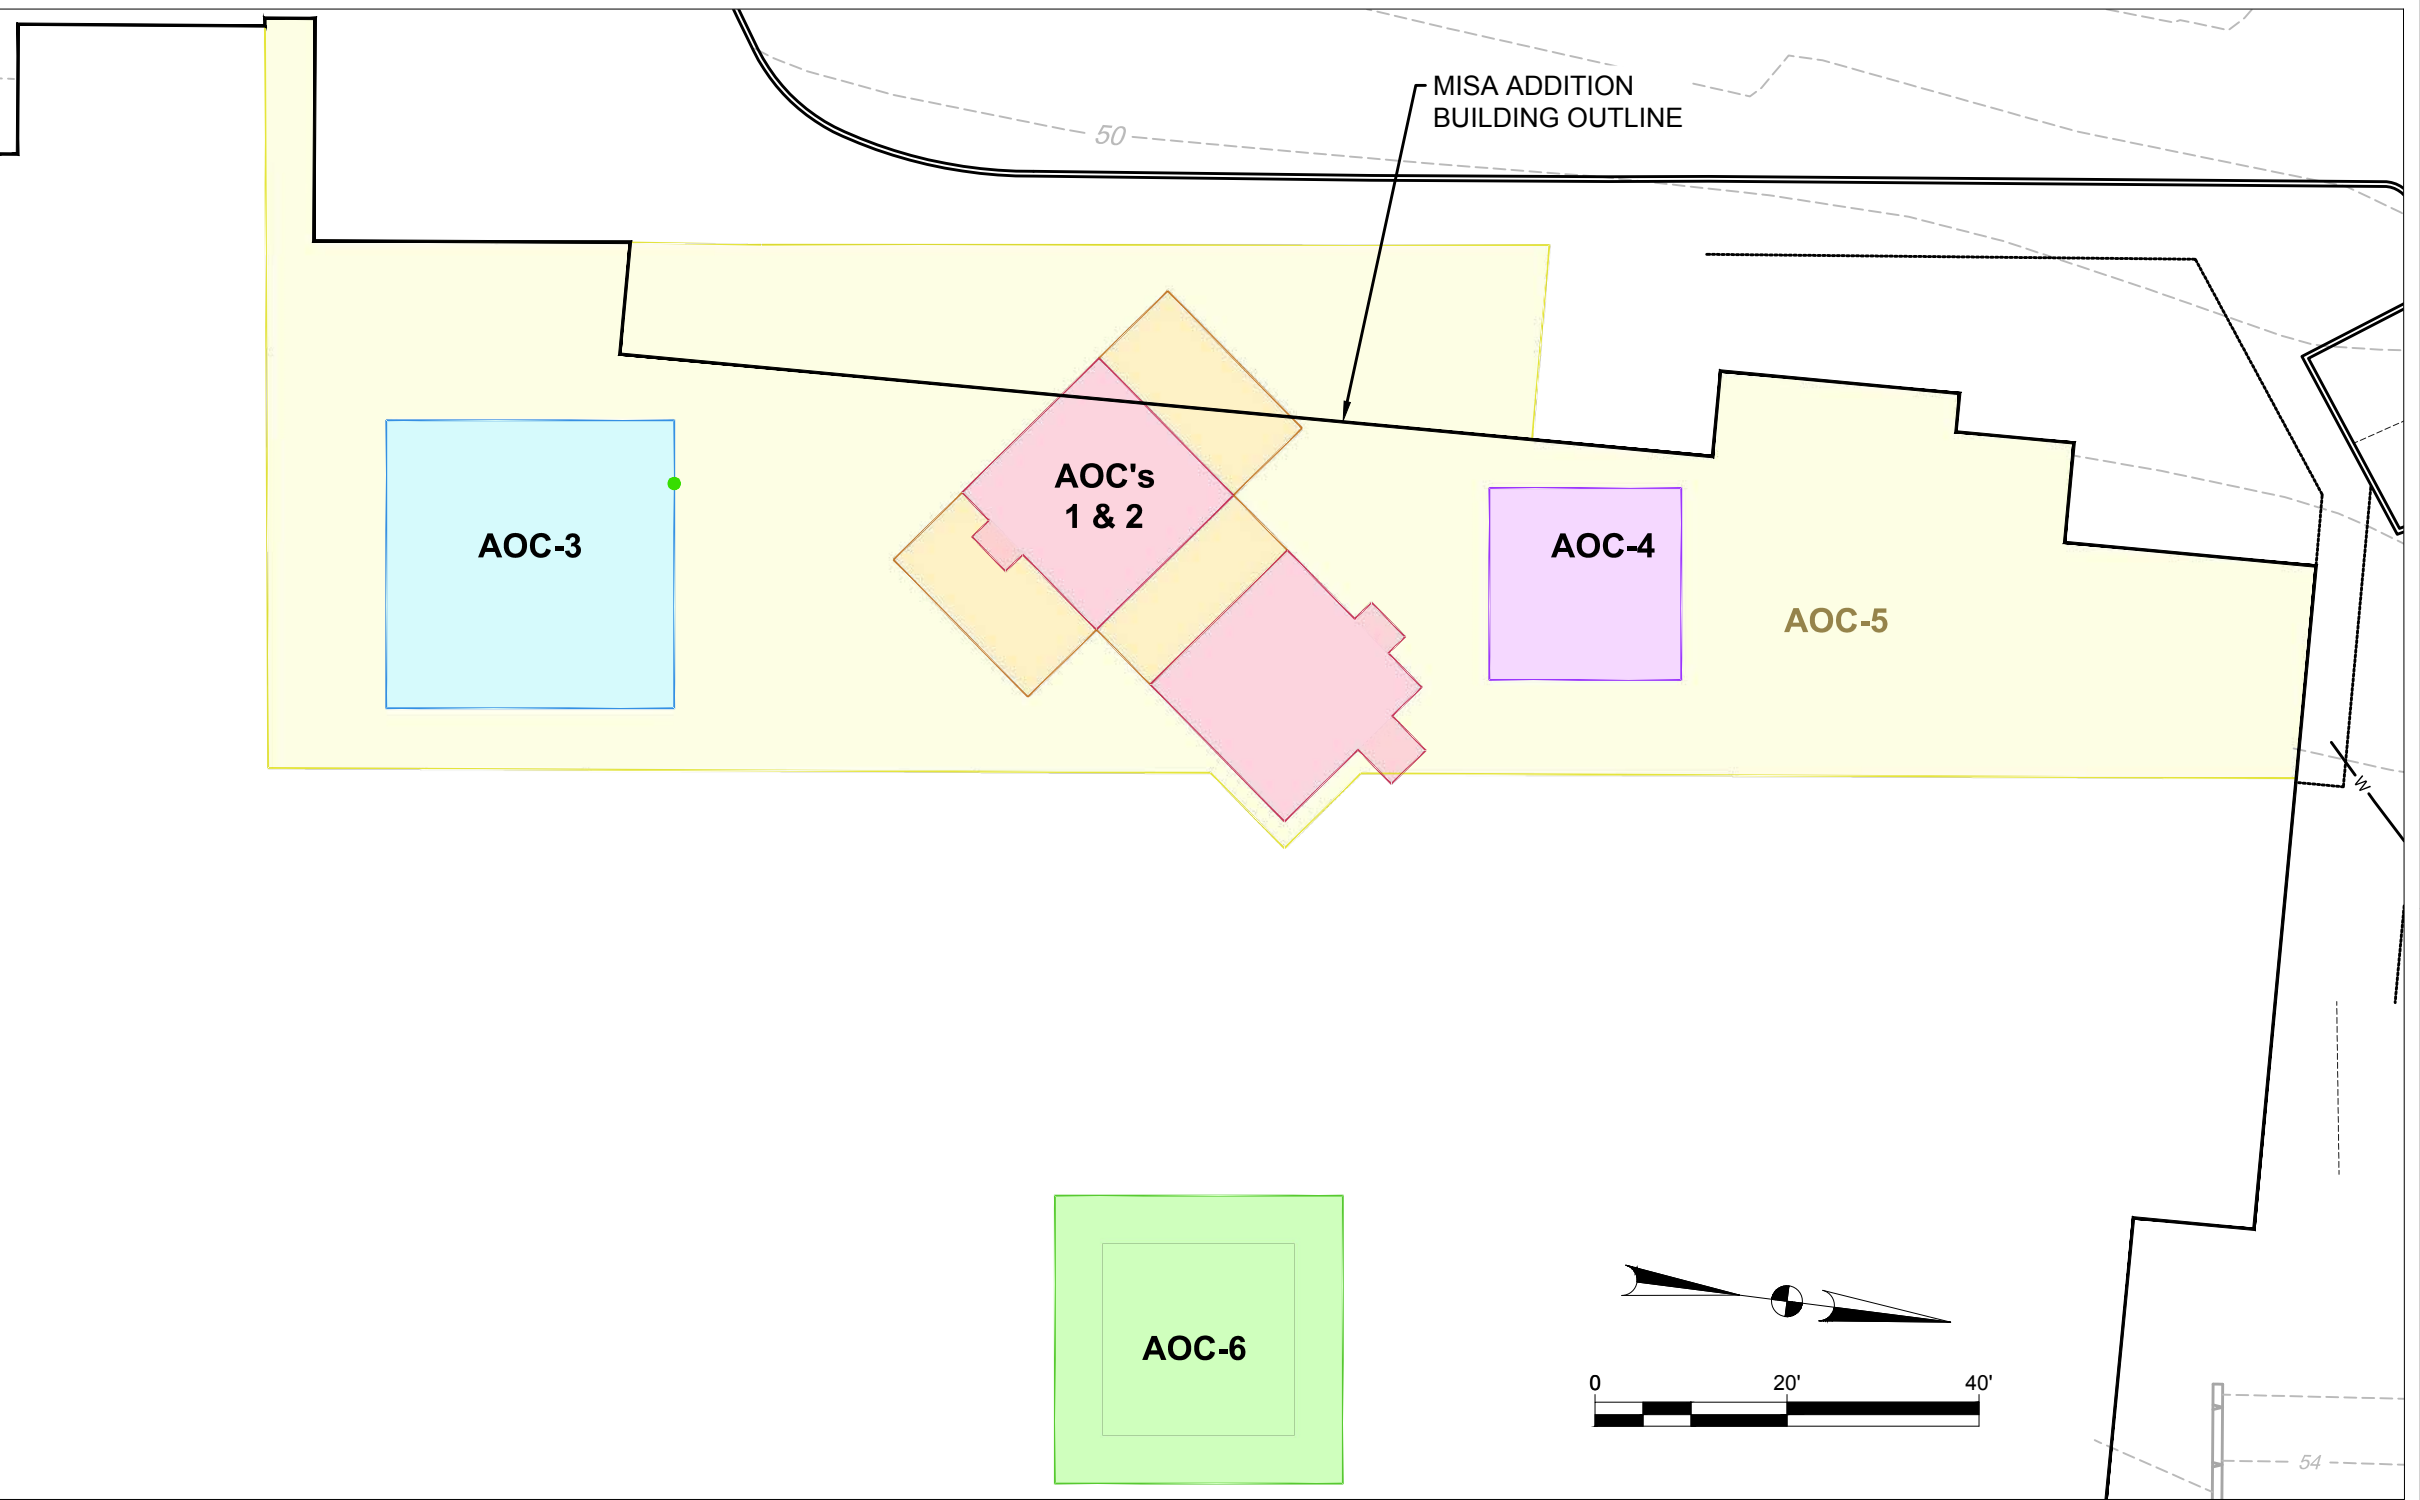 MISA ADDITION
BUILDING OUTLINE
50
AOC's
1 & 2
AOC-3
AOC-4
AOC-5
W
AOC-6
0 20' 40'
54